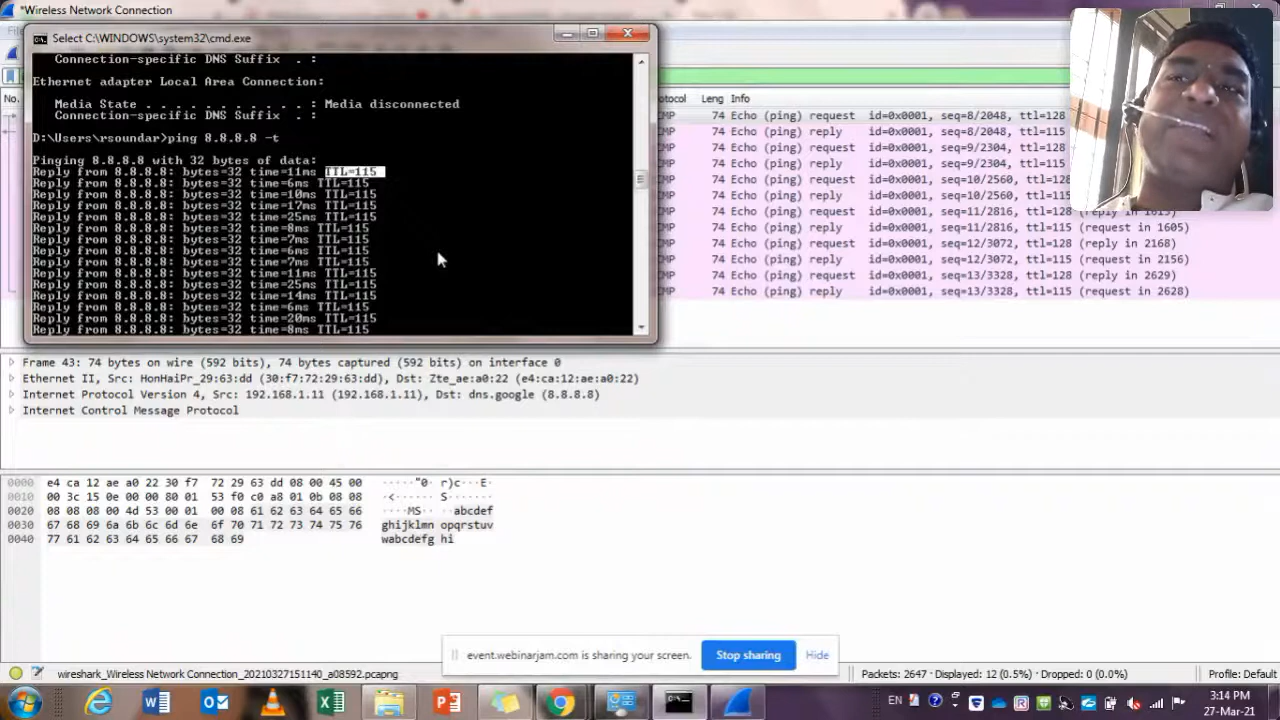 *Wireless Network Connection
Select C:\WINDOWS\system32\cmd.exe
Connection-specific DNS Suffix . :
Ethernet adapter Local Area Connection:
Media State . . . . . . . . . . . : Media disconnected
Connection-specific DNS Suffix . :
D:\Users\rsoundar>ping 8.8.8.8 -t
Pinging 8.8.8.8 with 32 bytes of data:
Reply from 8.8.8.8: bytes=32 time=11ms TTL=115
Reply from 8.8.8.8: bytes=32 time=6ms TTL=115
Reply from 8.8.8.8: bytes=32 time=10ms TTL=115
Reply from 8.8.8.8: bytes=32 time=17ms TTL=115
Reply from 8.8.8.8: bytes=32 time=25ms TTL=115
Reply from 8.8.8.8: bytes=32 time=8ms TTL=115
Reply from 8.8.8.8: bytes=32 time=7ms TTL=115
Reply from 8.8.8.8: bytes=32 time=6ms TTL=115
Reply from 8.8.8.8: bytes=32 time=7ms TTL=115
Reply from 8.8.8.8: bytes=32 time=11ms TTL=115
Reply from 8.8.8.8: bytes=32 time=25ms TTL=115
Reply from 8.8.8.8: bytes=32 time=14ms TTL=115
Reply from 8.8.8.8: bytes=32 time=6ms TTL=115
Reply from 8.8.8.8: bytes=32 time=20ms TTL=115
Reply from 8.8.8.8: bytes=32 time=8ms TTL=115
No. otocol Leng Info
MP 74 Echo (ping) request id=0x0001, seq=8/2048, ttl=128
MP 74 Echo (ping) reply id=0x0001, seq=8/2048, ttl=115
MP 74 Echo (ping) request id=0x0001, seq=9/2304, ttl=128
MP 74 Echo (ping) reply id=0x0001, seq=9/2304, ttl=115
MP 74 Echo (ping) request id=0x0001, seq=10/2560, ttl=128
MP 74 Echo (ping) reply id=0x0001, seq=10/2560, ttl=115
MP 74 Echo (ping) request id=0x0001, seq=11/2816, ttl=128 (reply in 1615)
MP 74 Echo (ping) reply id=0x0001, seq=11/2816, ttl=115 (request in 1605)
MP 74 Echo (ping) request id=0x0001, seq=12/3072, ttl=128 (reply in 2168)
MP 74 Echo (ping) reply id=0x0001, seq=12/3072, ttl=115 (request in 2156)
MP 74 Echo (ping) request id=0x0001, seq=13/3328, ttl=128 (reply in 2629)
MP 74 Echo (ping) reply id=0x0001, seq=13/3328, ttl=115 (request in 2628)
Frame 43: 74 bytes on wire (592 bits), 74 bytes captured (592 bits) on interface 0
Ethernet II, Src: HonHaiPr_29:63:dd (30:f7:72:29:63:dd), Dst: Zte_ae:a0:22 (e4:ca:12:ae:a0:22)
Internet Protocol Version 4, Src: 192.168.1.11 (192.168.1.11), Dst: dns.google (8.8.8.8)
Internet Control Message Protocol
0000 e4 ca 12 ae a0 22 30 f7 72 29 63 dd 08 00 45 00 ·····"0· r)c···E·
0010 00 3c 15 0e 00 00 80 01 53 f0 c0 a8 01 0b 08 08 ·<······ S·······
0020 08 08 08 00 4d 53 00 01 00 08 61 62 63 64 65 66 ····MS·· ··abcdef
0030 67 68 69 6a 6b 6c 6d 6e 6f 70 71 72 73 74 75 76 ghijklmn opqrstuv
0040 77 61 62 63 64 65 66 67 68 69 wabcdefg hi
event.webinarjam.com is sharing your screen. Stop sharing Hide
wireshark_Wireless Network Connection_20210327151140_a08592.pcapng Packets: 2647 · Displayed: 12 (0.5%) · Dropped: 0 (0.0%) Profile: Default
EN 3:14 PM
27-Mar-21